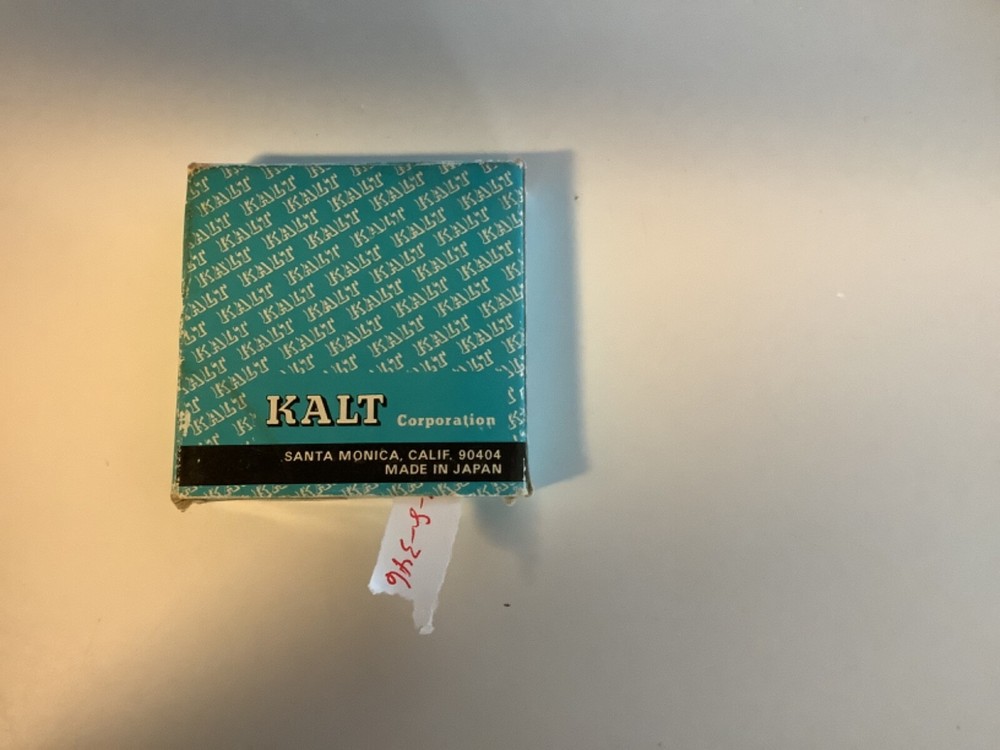 KALT Corporation
SANTA MONICA, CALIF. 90404
MADE IN JAPAN